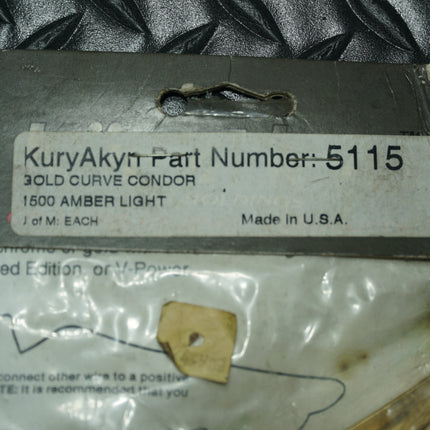 KuryAkyn Part Number: 5115
GOLD CURVE CONDOR
1500 AMBER LIGHT
U of M: EACH Made in U.S.A.
ed Edition, or V-Power
connect other wire to a positive
TE: it is recommended that you